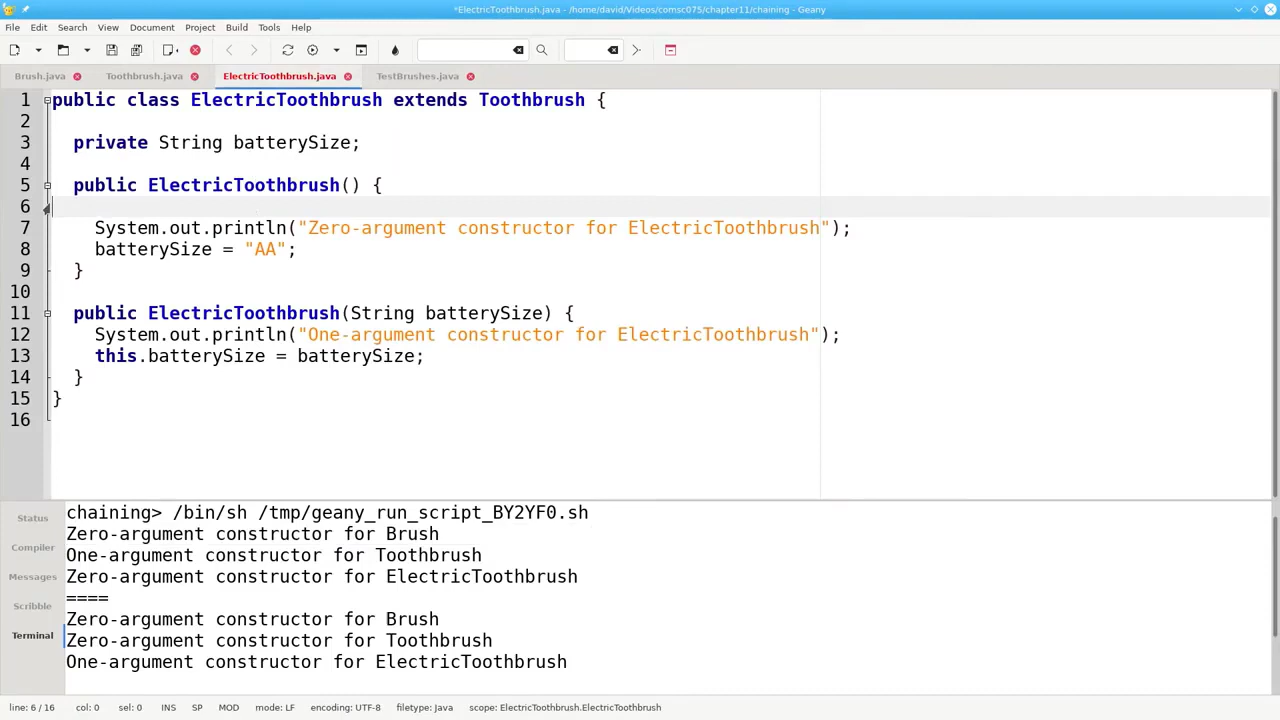 *ElectricToothbrush.java - /home/david/Videos/comsc075/chapter11/chaining - Geany
File Edit Search View Document Project Build Tools Help
Brush.java Toothbrush.java ElectricToothbrush.java TestBrushes.java
1 public class ElectricToothbrush extends Toothbrush {
2
3 private String batterySize;
4
5 public ElectricToothbrush() {
6
7 System.out.println("Zero-argument constructor for ElectricToothbrush");
8 batterySize = "AA";
9 }
10
11 public ElectricToothbrush(String batterySize) {
12 System.out.println("One-argument constructor for ElectricToothbrush");
13 this.batterySize = batterySize;
14 }
15 }
16
Status
Compiler
Messages
Scribble
Terminal
chaining> /bin/sh /tmp/geany_run_script_BY2YF0.sh
Zero-argument constructor for Brush
One-argument constructor for Toothbrush
Zero-argument constructor for ElectricToothbrush
====
Zero-argument constructor for Brush
Zero-argument constructor for Toothbrush
One-argument constructor for ElectricToothbrush
line: 6 / 16 col: 0 sel: 0 INS SP MOD mode: LF encoding: UTF-8 filetype: Java scope: ElectricToothbrush.ElectricToothbrush